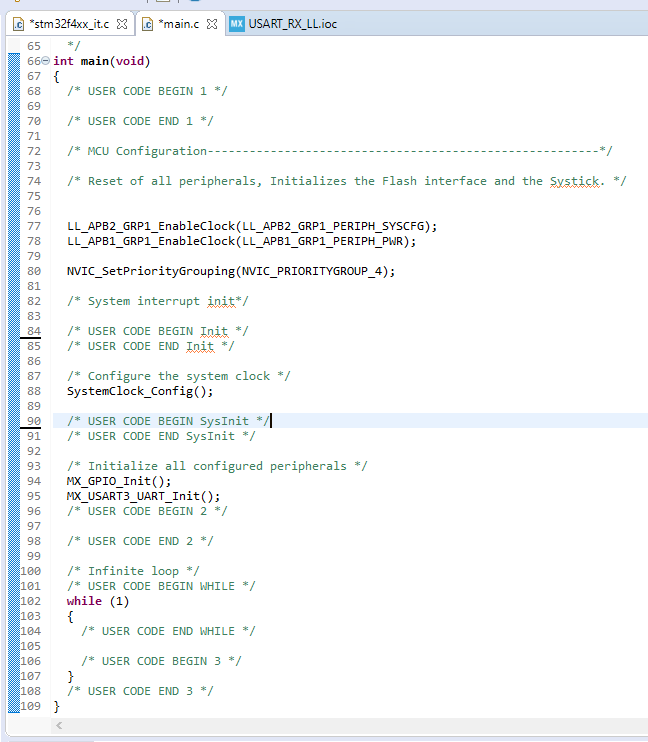 *stm32f4xx_it.c *main.c MX USART_RX_LL.ioc
65 */
66 int main(void)
67 {
68 /* USER CODE BEGIN 1 */
69
70 /* USER CODE END 1 */
71
72 /* MCU Configuration--------------------------------------------------------*/
73
74 /* Reset of all peripherals, Initializes the Flash interface and the Systick. */
75
76
77 LL_APB2_GRP1_EnableClock(LL_APB2_GRP1_PERIPH_SYSCFG);
78 LL_APB1_GRP1_EnableClock(LL_APB1_GRP1_PERIPH_PWR);
79
80 NVIC_SetPriorityGrouping(NVIC_PRIORITYGROUP_4);
81
82 /* System interrupt init*/
83
84 /* USER CODE BEGIN Init */
85 /* USER CODE END Init */
86
87 /* Configure the system clock */
88 SystemClock_Config();
89
90 /* USER CODE BEGIN SysInit */
91 /* USER CODE END SysInit */
92
93 /* Initialize all configured peripherals */
94 MX_GPIO_Init();
95 MX_USART3_UART_Init();
96 /* USER CODE BEGIN 2 */
97
98 /* USER CODE END 2 */
99
100 /* Infinite loop */
101 /* USER CODE BEGIN WHILE */
102 while (1)
103 {
104 /* USER CODE END WHILE */
105
106 /* USER CODE BEGIN 3 */
107 }
108 /* USER CODE END 3 */
109 }